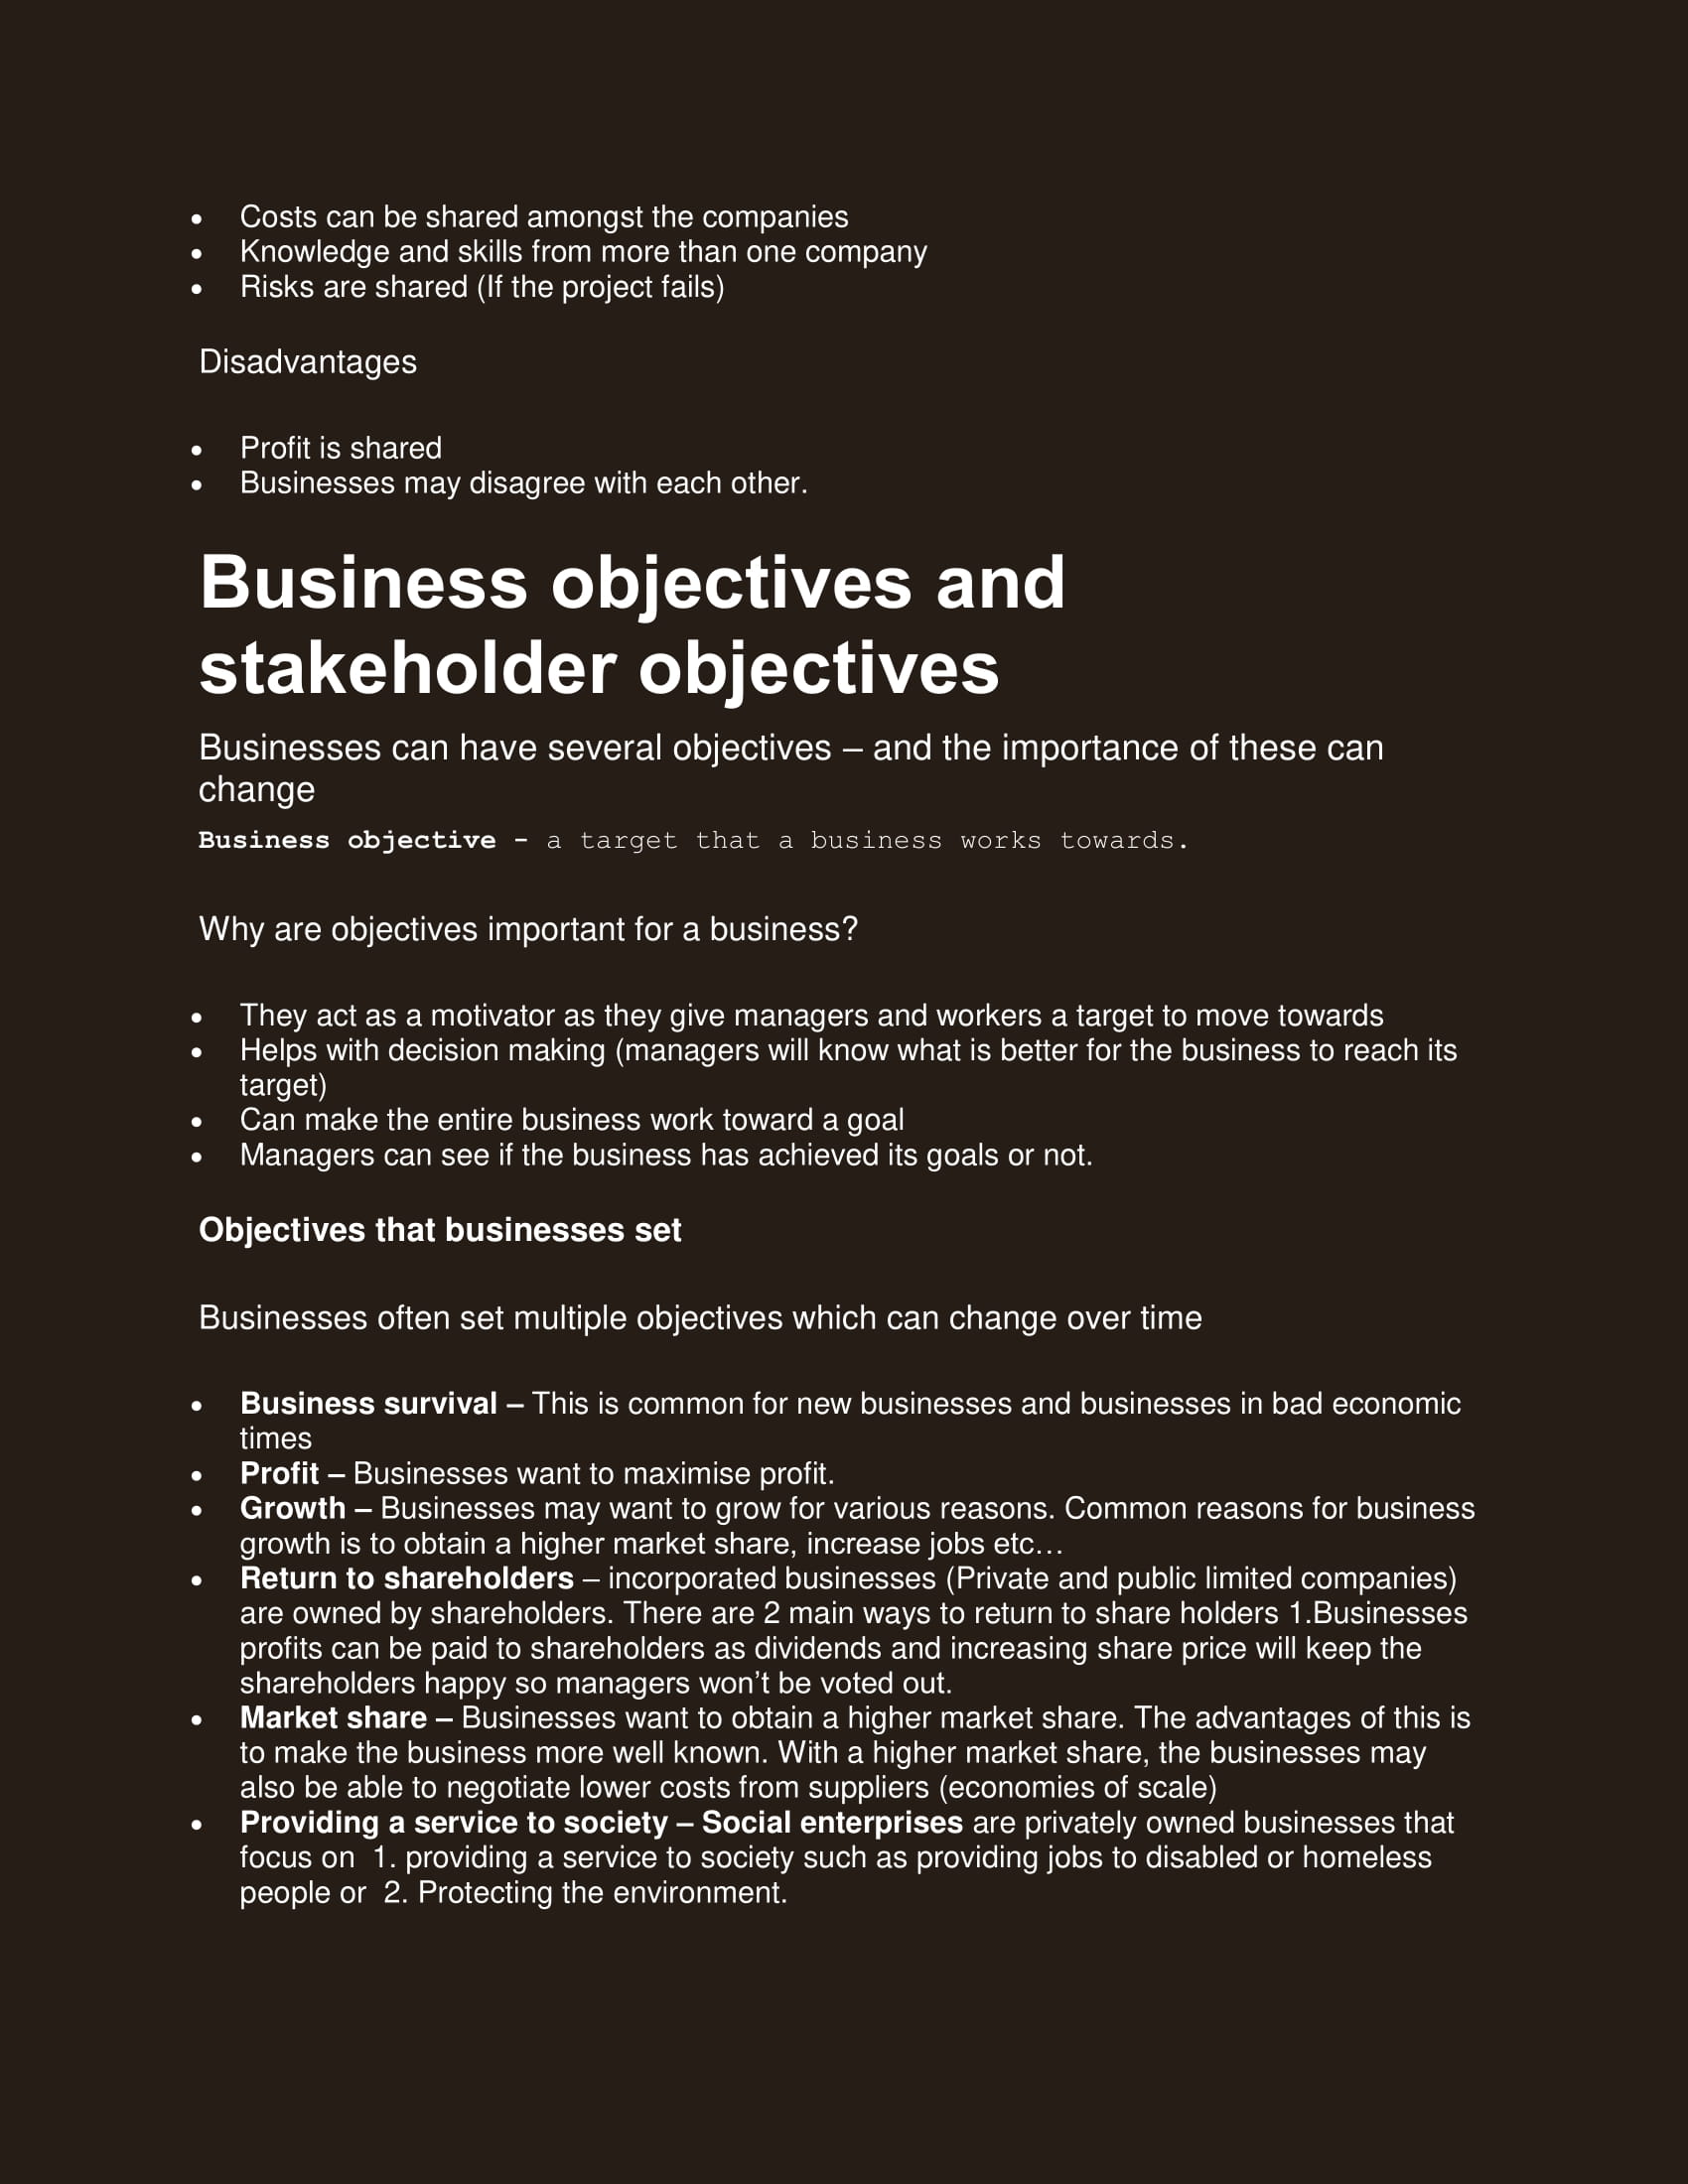 • Costs can be shared amongst the companies
• Knowledge and skills from more than one company
• Risks are shared (If the project fails)
Disadvantages
• Profit is shared
• Businesses may disagree with each other.
Business objectives and
stakeholder objectives
Businesses can have several objectives – and the importance of these can
change
Business objective - a target that a business works towards.
Why are objectives important for a business?
• They act as a motivator as they give managers and workers a target to move towards
• Helps with decision making (managers will know what is better for the business to reach its
target)
• Can make the entire business work toward a goal
• Managers can see if the business has achieved its goals or not.
Objectives that businesses set
Businesses often set multiple objectives which can change over time
• Business survival – This is common for new businesses and businesses in bad economic
times
• Profit – Businesses want to maximise profit.
• Growth – Businesses may want to grow for various reasons. Common reasons for business
growth is to obtain a higher market share, increase jobs etc…
• Return to shareholders – incorporated businesses (Private and public limited companies)
are owned by shareholders. There are 2 main ways to return to share holders 1.Businesses
profits can be paid to shareholders as dividends and increasing share price will keep the
shareholders happy so managers won’t be voted out.
• Market share – Businesses want to obtain a higher market share. The advantages of this is
to make the business more well known. With a higher market share, the businesses may
also be able to negotiate lower costs from suppliers (economies of scale)
• Providing a service to society – Social enterprises are privately owned businesses that
focus on  1. providing a service to society such as providing jobs to disabled or homeless
people or  2. Protecting the environment.